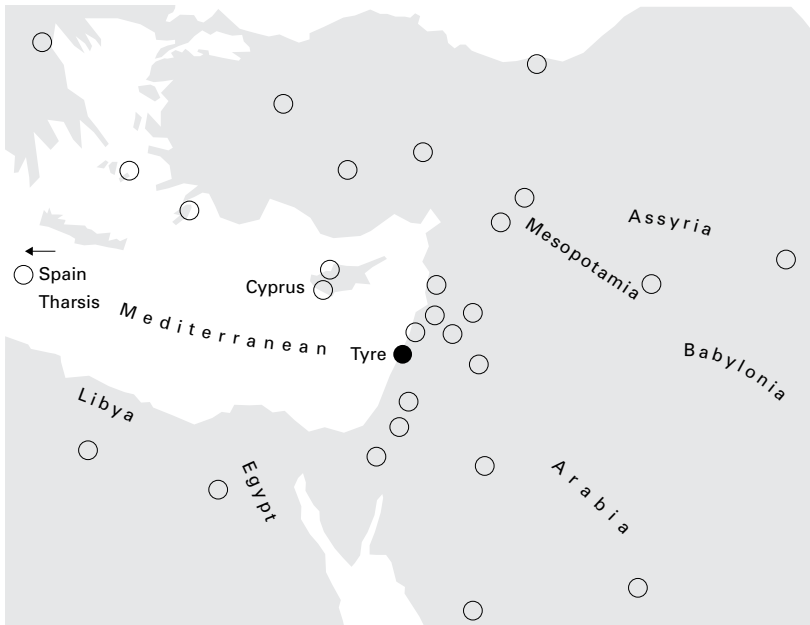 Assyria
Mesopotamia
Spain
Tharsis
Cyprus
Mediterranean
Tyre
Babylonia
Libya
Egypt
Arabia